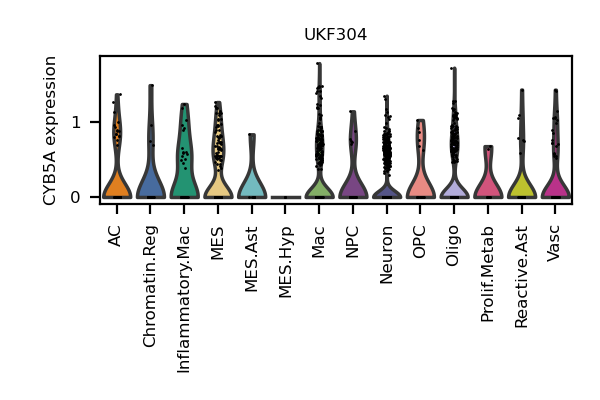 UKF304
CYB5A expression
1
0
AC
Chromatin.Reg
Inflammatory.Mac
MES
MES.Ast
MES.Hyp
Mac
NPC
Neuron
OPC
Oligo
Prolif.Metab
Reactive.Ast
Vasc